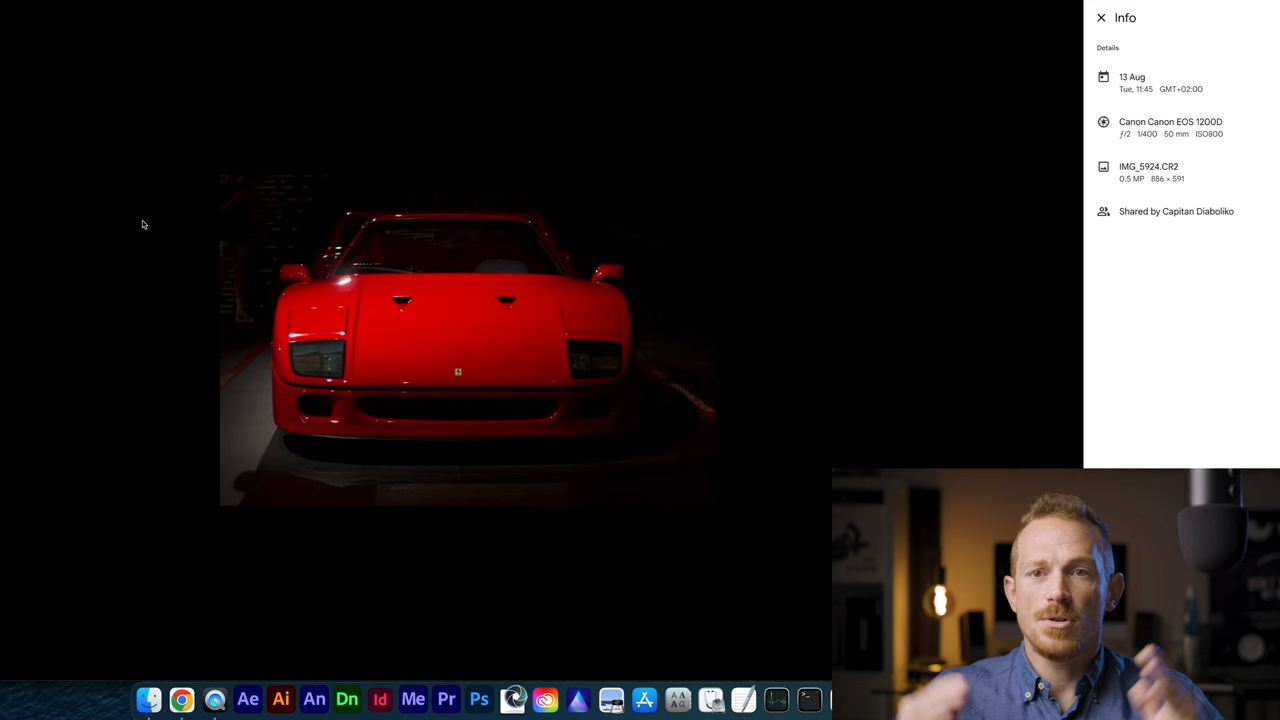 Info
Details
13 Aug
Tue, 11:45 GMT+02:00
Canon Canon EOS 1200D
ƒ/2 1/400 50 mm ISO800
IMG_5924.CR2
0.5 MP 886 × 591
Shared by Capitan Diaboliko
Ae Ai An Dn Id Me Pr Ps